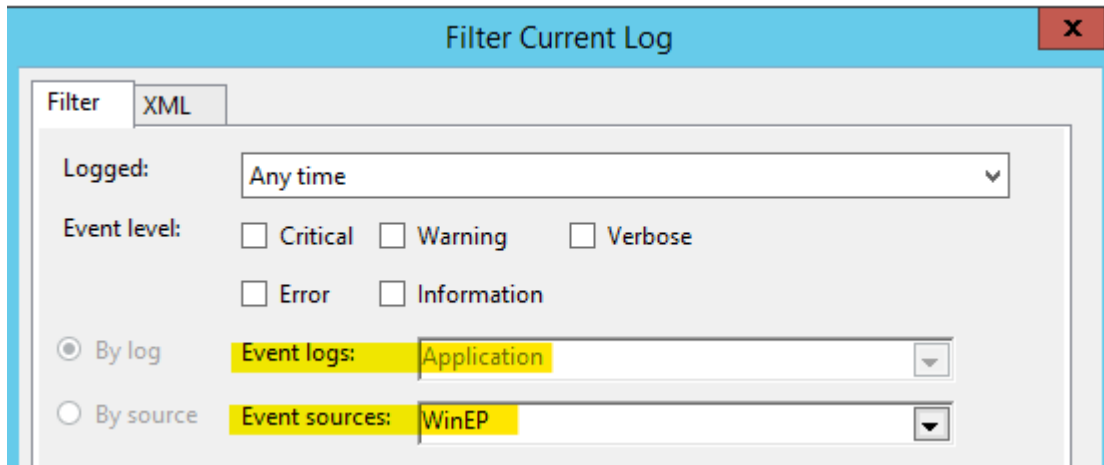 Filter Current Log
x
Filter XML
Logged: Any time
Event level: Critical Warning Verbose
Error Information
By log Event logs: Application
By source Event sources: WinEP